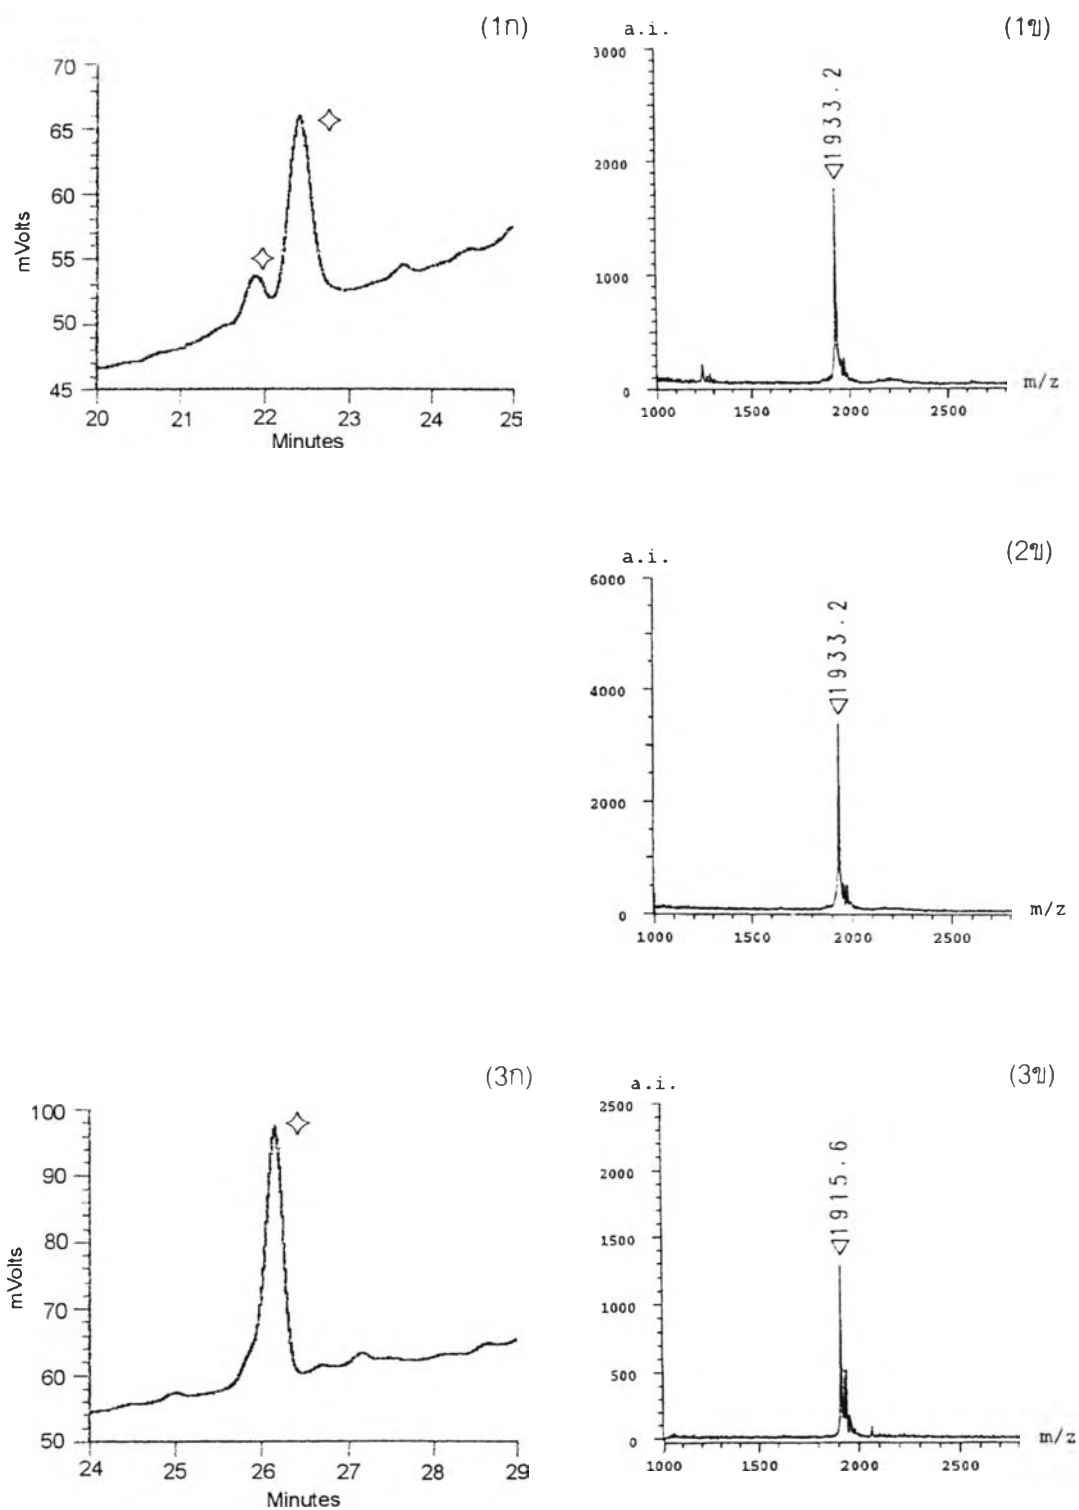 (1ก)
70
65
60
55
50
45
mVolts
20 21 22 23 24 25
Minutes
(1ข)
a.i.
3000
2000
1000
0
▽1933.2
m/z
1000 1500 2000 2500
(2ข)
a.i.
6000
4000
2000
0
▽1933.2
m/z
1000 1500 2000 2500
(3ก)
100
90
80
70
60
50
mVolts
24 25 26 27 28 29
Minutes
(3ข)
a.i.
2500
2000
1500
1000
500
0
▽1915.6
m/z
1000 1500 2000 2500